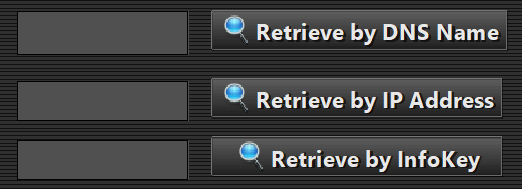 Retrieve by DNS Name
Retrieve by IP Address
Retrieve by InfoKey